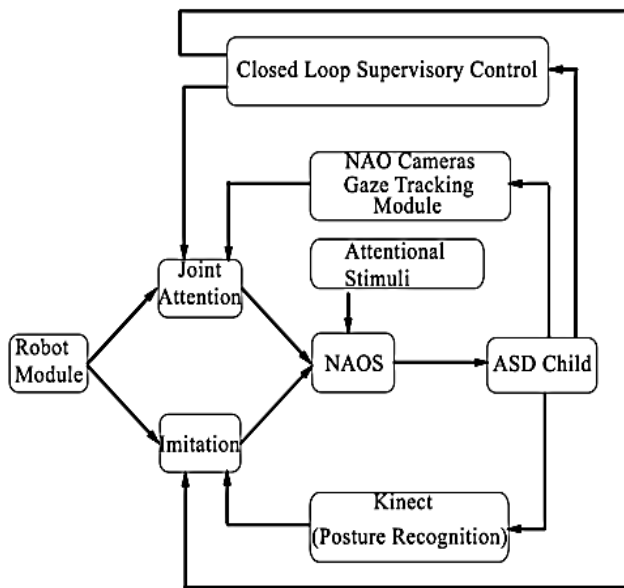 Closed Loop Supervisory Control
NAO Cameras
Gaze Tracking
Module
Attentional
Stimuli
Joint
Attention
Robot
Module
NAOS
ASD Child
Imitation
Kinect
(Posture Recognition)